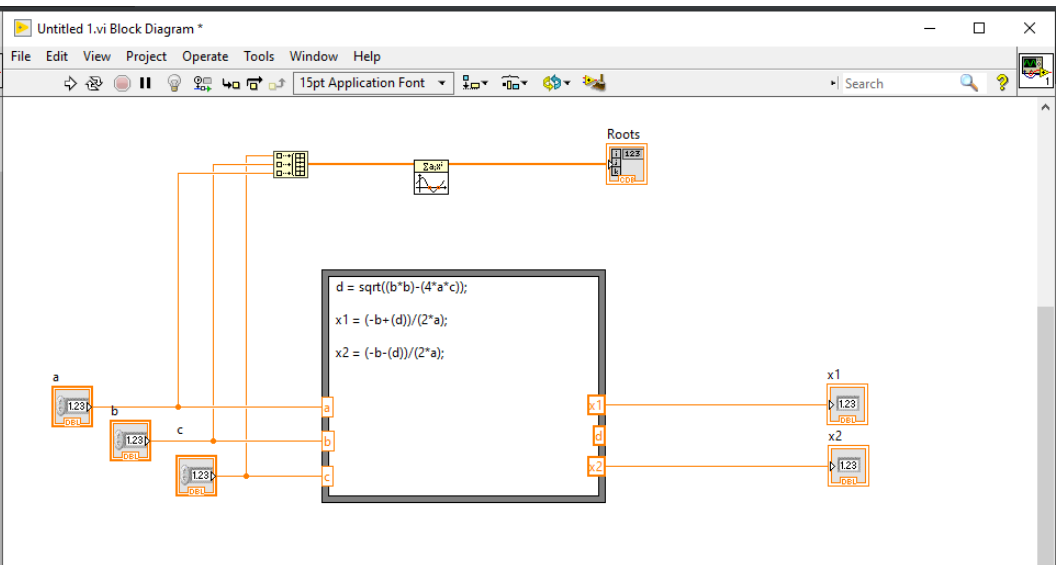 Untitled 1.vi Block Diagram *
File Edit View Project Operate Tools Window Help
15pt Application Font
Search
1
Roots
i 123
j
k
CDB
Σaᵢxⁱ
d = sqrt((b*b)-(4*a*c));
x1 = (-b+(d))/(2*a);
x2 = (-b-(d))/(2*a);
a
1.23
DBL
b
1.23
DBL
c
1.23
DBL
a
b
c
x1
d
x2
x1
1.23
DBL
x2
1.23
DBL